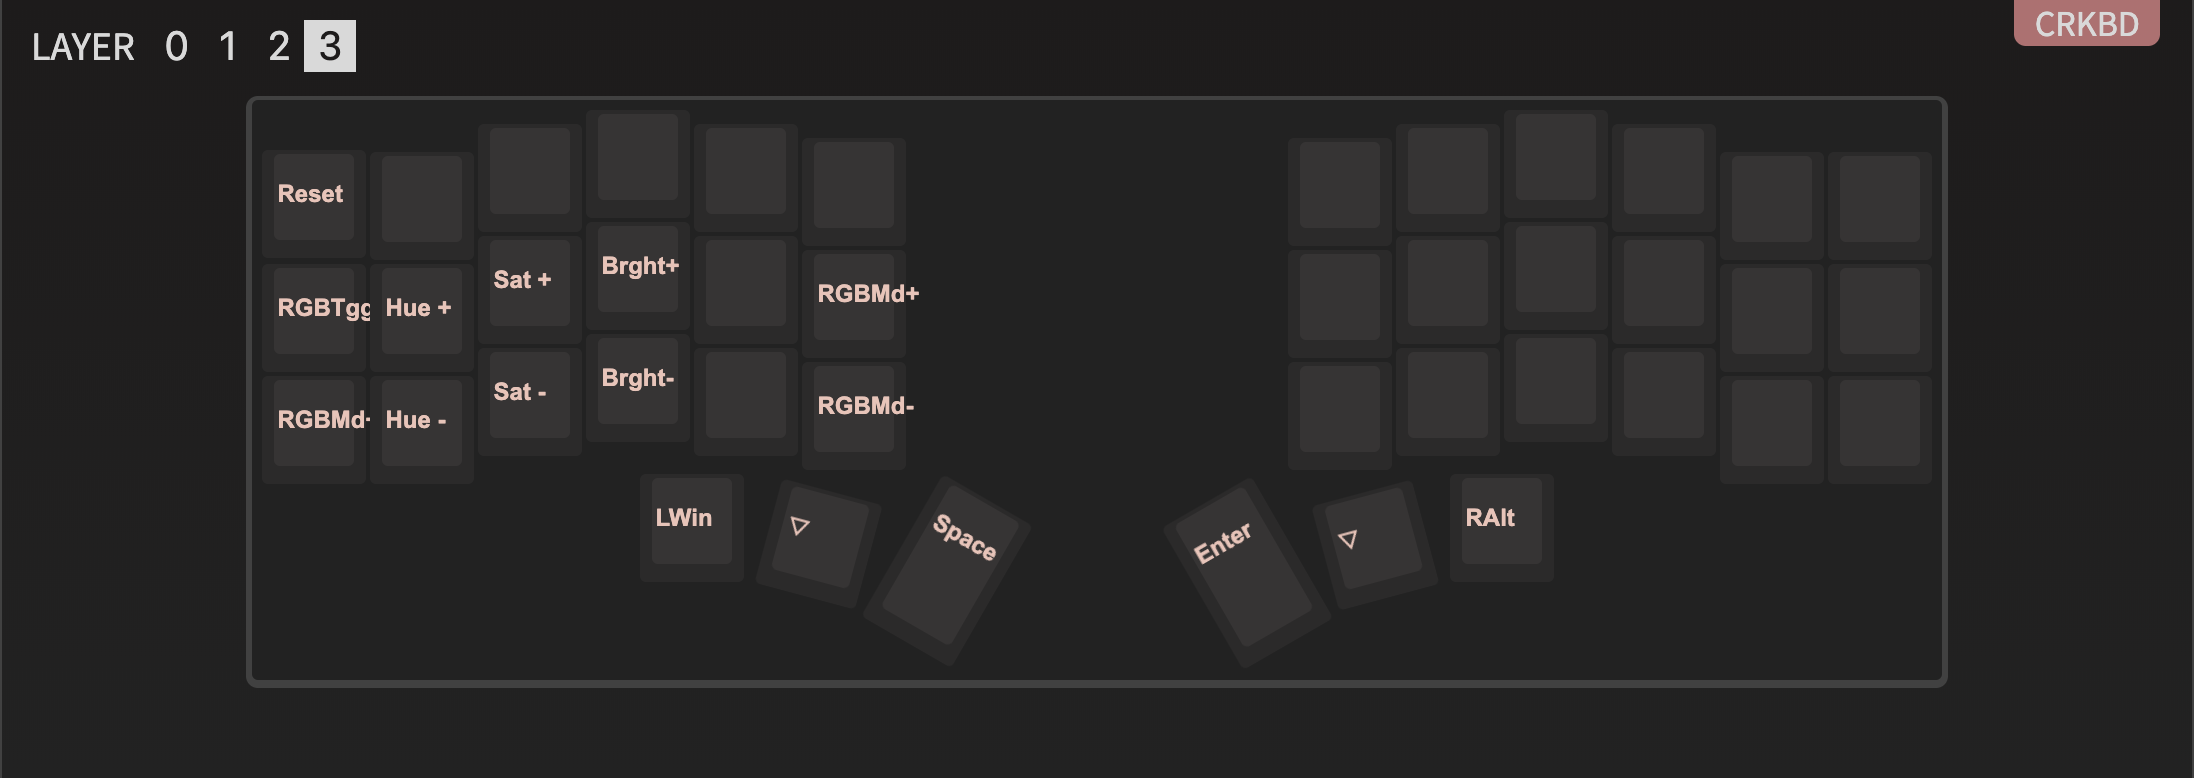 LAYER 0 1 2 3
CRKBD
Reset
Sat +
Brght+
RGBTgg
Hue +
RGBMd+
Sat -
Brght-
RGBMd-
Hue -
RGBMd-
LWin
▽
Space
Enter
▽
RAlt